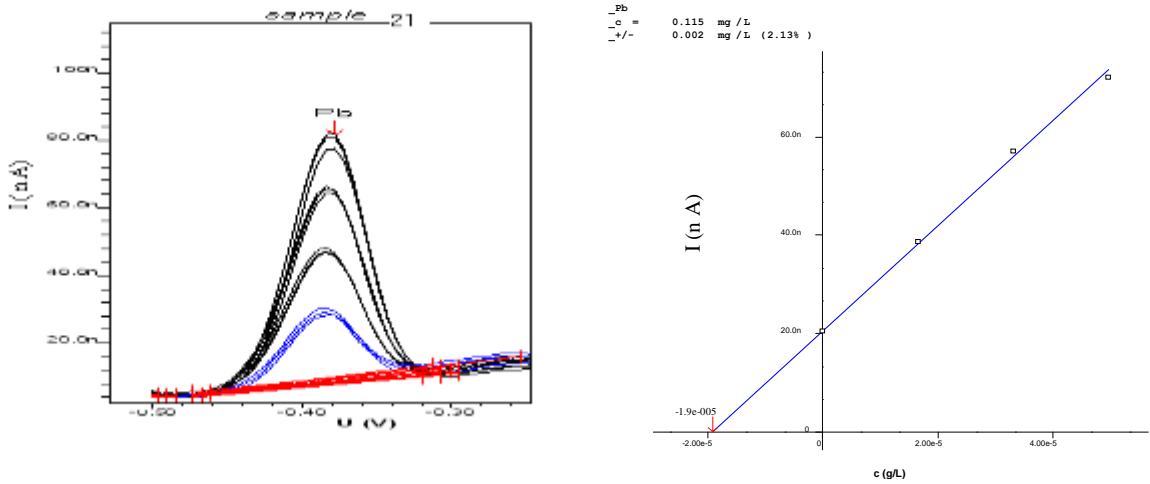 sample 21
100n
Pb
80.0n
I(nA)
60.0n
40.0n
20.0n
-0.50
-0.40
-0.30
U (V)
_Pb
_c = 0.115 mg/L
_+/- 0.002 mg/L (2.13% )
60.0n
I (n A)
40.0n
20.0n
-1.9e-005
0
-2.00e-5
0
2.00e-5
4.00e-5
c (g/L)